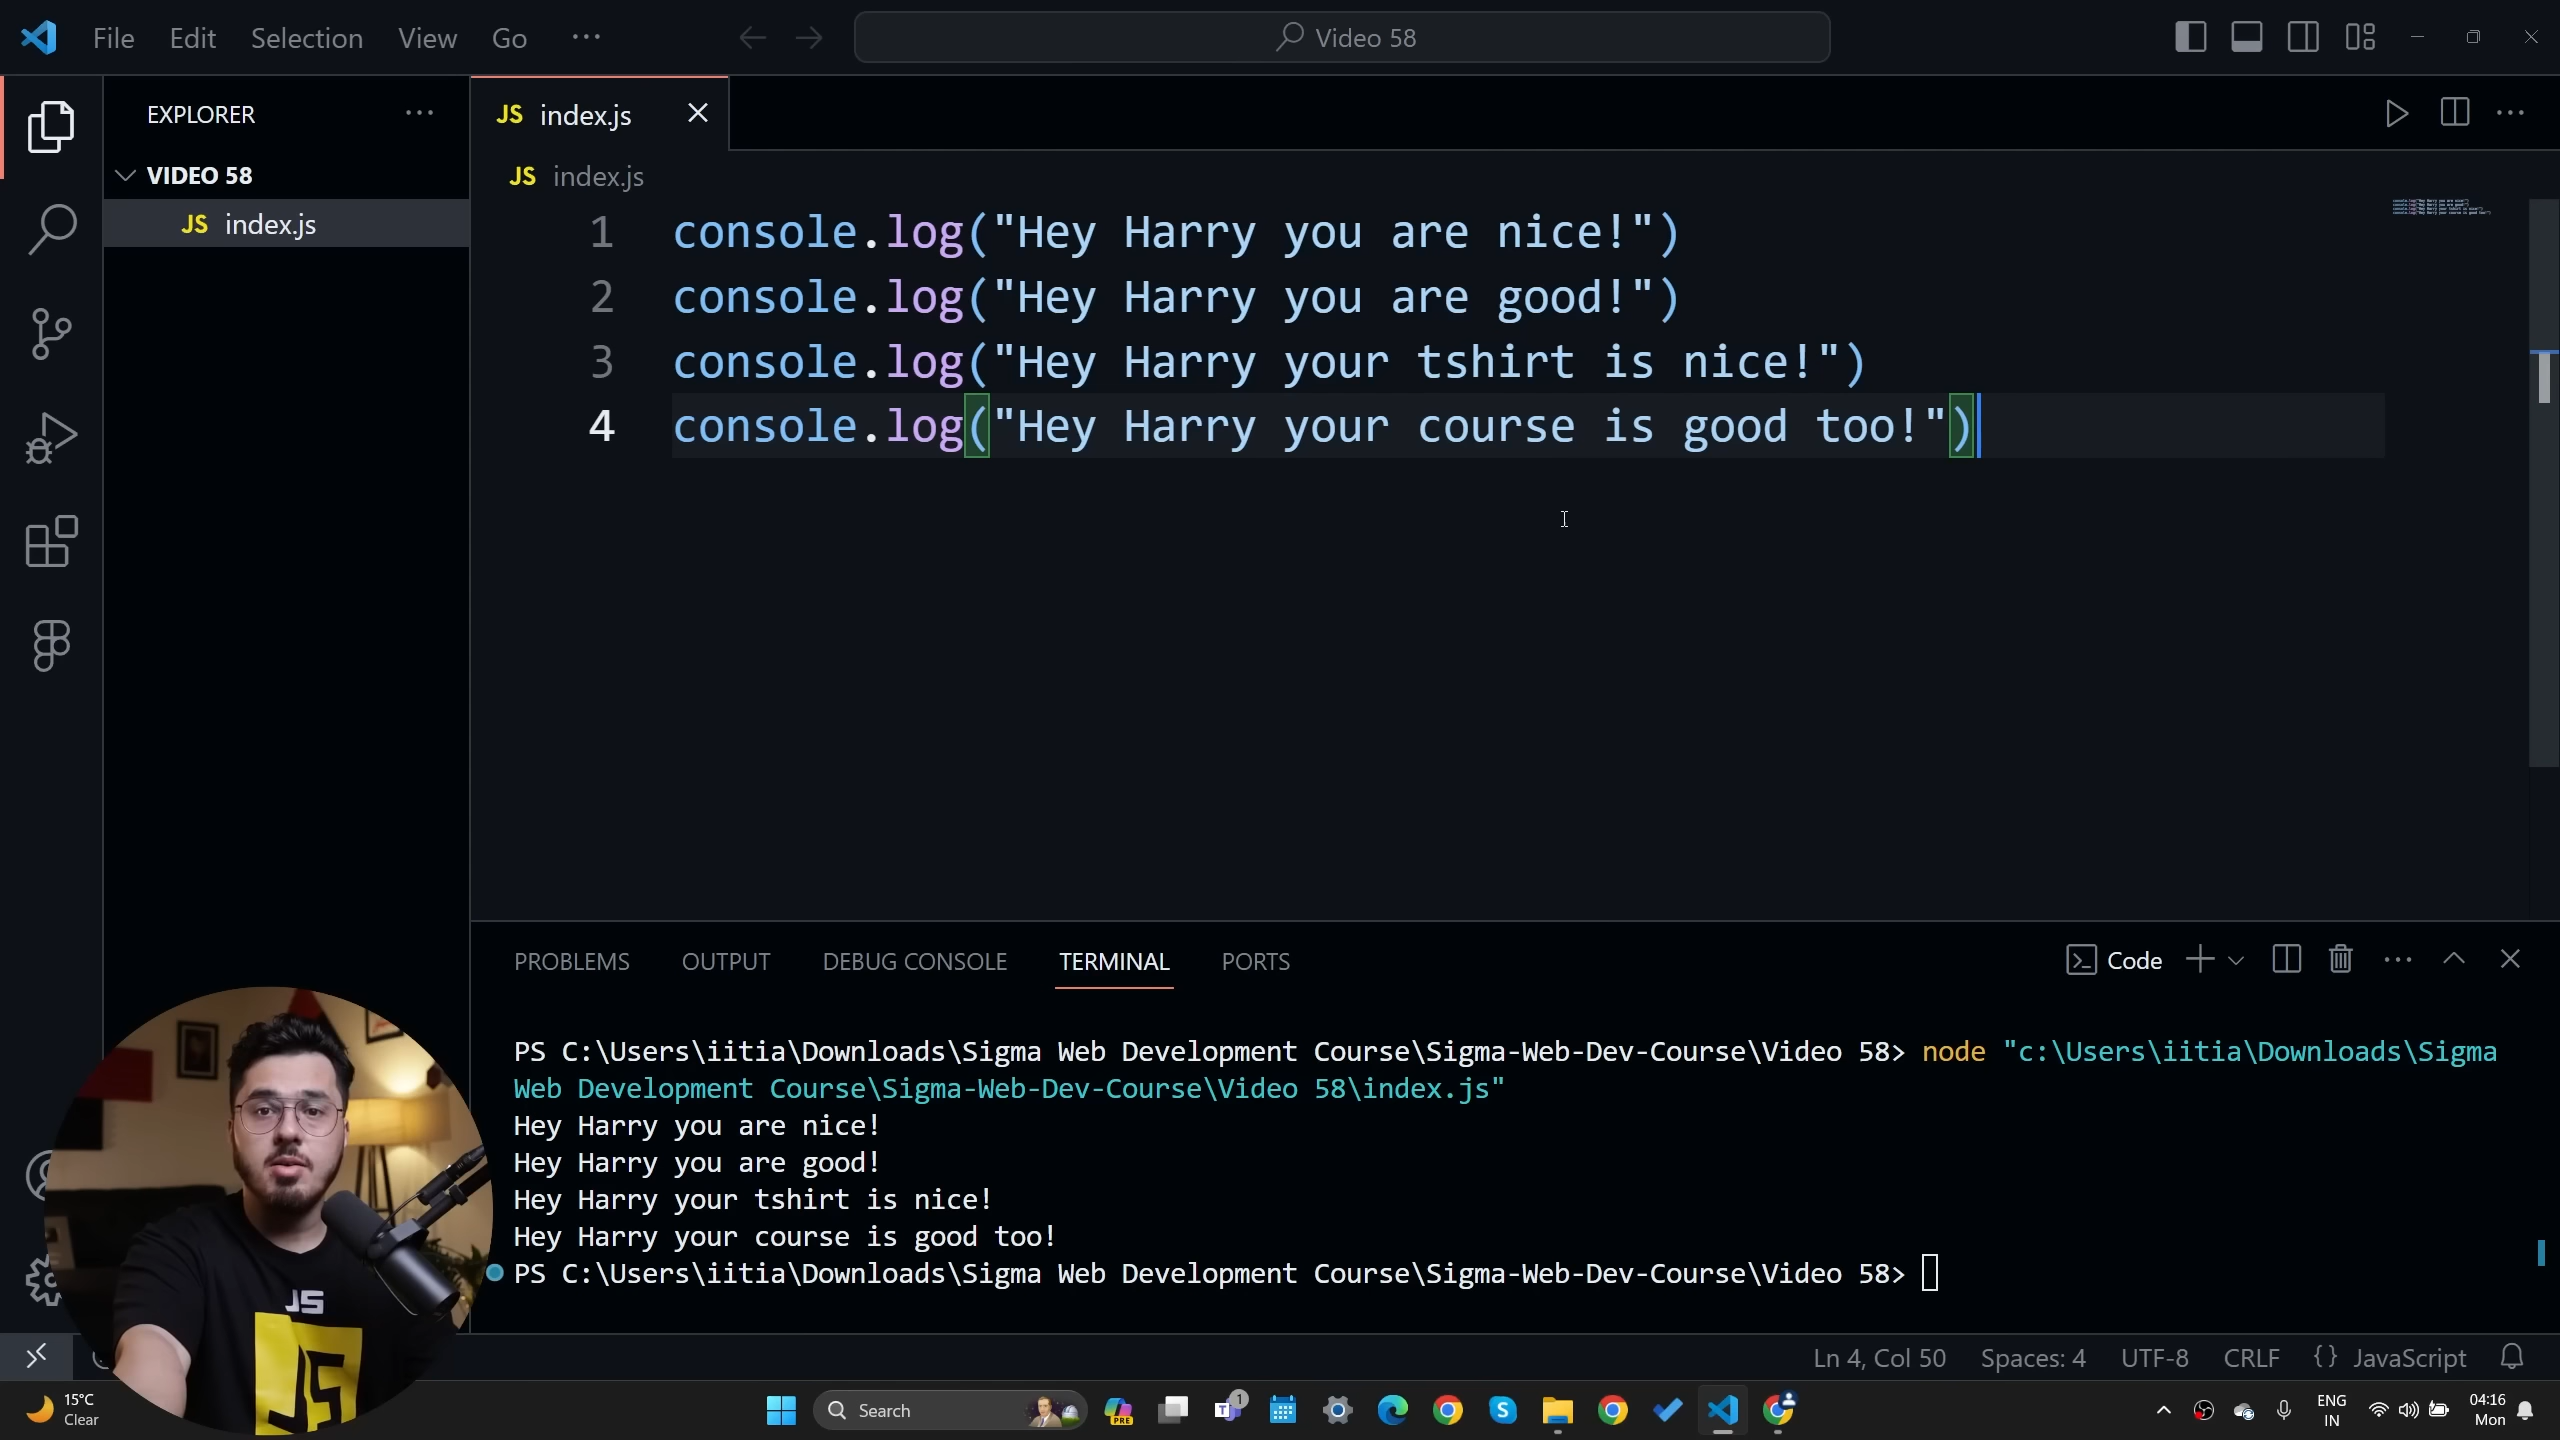 File Edit Selection View Go ···
Video 58
EXPLORER ···
VIDEO 58
JS index.js
JS index.js
JS index.js
1 console.log("Hey Harry you are nice!")
2 console.log("Hey Harry you are good!")
3 console.log("Hey Harry your tshirt is nice!")
4 console.log("Hey Harry your course is good too!")
PROBLEMS OUTPUT DEBUG CONSOLE TERMINAL PORTS
Code
PS C:\Users\iitia\Downloads\Sigma Web Development Course\Sigma-Web-Dev-Course\Video 58> node "c:\Users\iitia\Downloads\Sigma
Web Development Course\Sigma-Web-Dev-Course\Video 58\index.js"
Hey Harry you are nice!
Hey Harry you are good!
Hey Harry your tshirt is nice!
Hey Harry your course is good too!
PS C:\Users\iitia\Downloads\Sigma Web Development Course\Sigma-Web-Dev-Course\Video 58>
JS
JS
Ln 4, Col 50 Spaces: 4 UTF-8 CRLF {} JavaScript
15°C
Clear
Search
PRE
1
ENG
IN
04:16
Mon